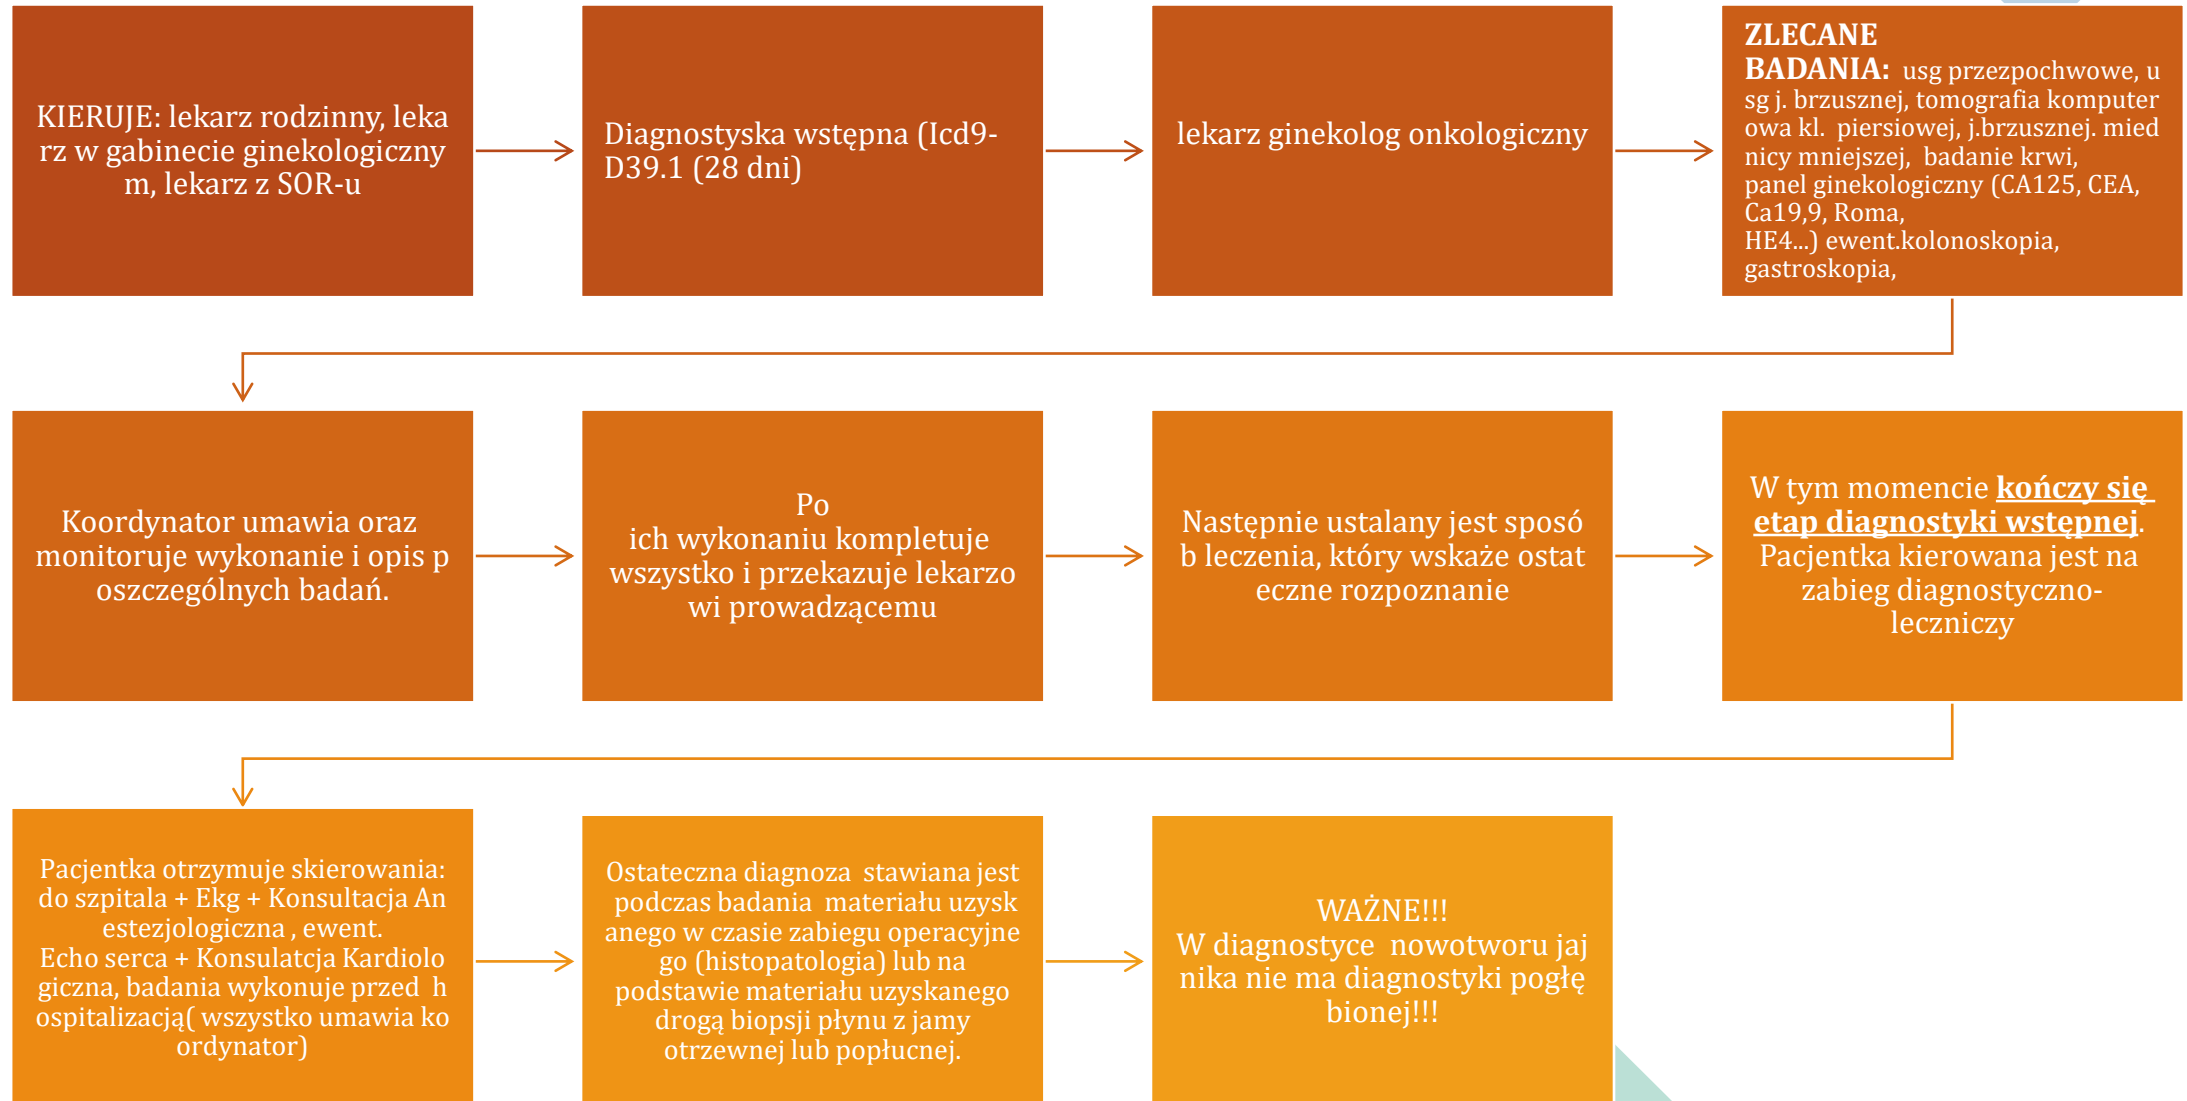 KIERUJE: lekarz rodzinny, leka
rz w gabinecie ginekologiczny
m, lekarz z SOR-u
Diagnostyska wstępna (Icd9-
D39.1 (28 dni)
lekarz ginekolog onkologiczny
ZLECANE
BADANIA: usg przezpochwowe, u
sg j. brzusznej, tomografia komputer
owa kl. piersiowej, j.brzusznej. mied
nicy mniejszej, badanie krwi,
panel ginekologiczny (CA125, CEA,
Ca19,9, Roma,
HE4...) ewent.kolonoskopia,
gastroskopia,
Koordynator umawia oraz
monitoruje wykonanie i opis p
oszczególnych badań.
Po
ich wykonaniu kompletuje
wszystko i przekazuje lekarzo
wi prowadzącemu
Następnie ustalany jest sposó
b leczenia, który wskaże ostat
eczne rozpoznanie
W tym momencie kończy się
etap diagnostyki wstępnej.
Pacjentka kierowana jest na
zabieg diagnostyczno-
leczniczy
Pacjentka otrzymuje skierowania:
do szpitala + Ekg + Konsultacja An
estezjologiczna , ewent.
Echo serca + Konsulatcja Kardiolo
giczna, badania wykonuje przed h
ospitalizacją( wszystko umawia ko
ordynator)
Ostateczna diagnoza stawiana jest
podczas badania materiału uzysk
anego w czasie zabiegu operacyjne
go (histopatologia) lub na
podstawie materiału uzyskanego
drogą biopsji płynu z jamy
otrzewnej lub popłucnej.
WAŻNE!!!
W diagnostyce nowotworu jaj
nika nie ma diagnostyki pogłę
bionej!!!